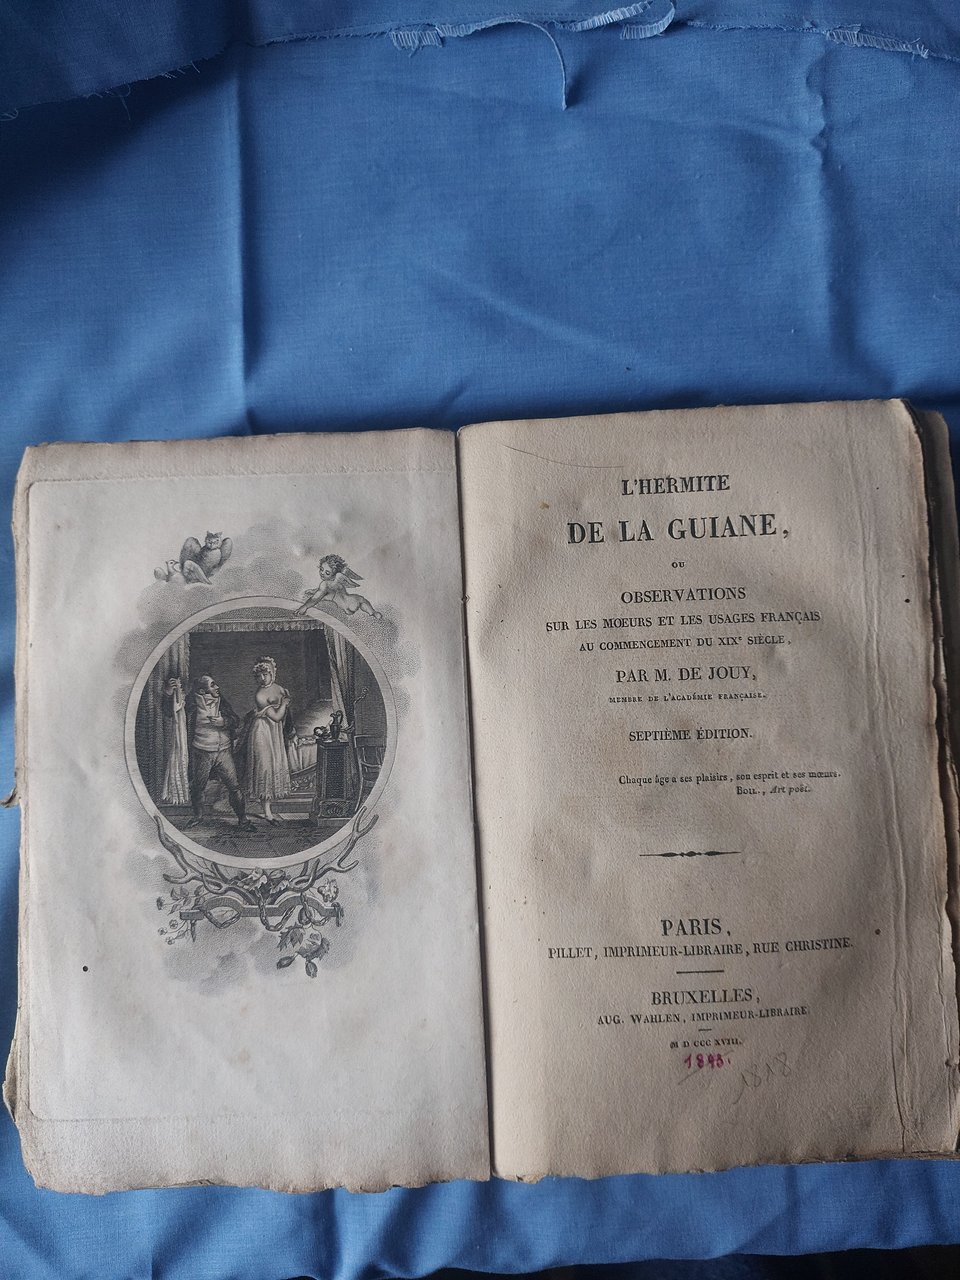 L'HERMITE
DE LA GUIANE,
OU
OBSERVATIONS
SUR LES MŒURS ET LES USAGES FRANÇAIS
AU COMMENCEMENT DU XIXᵉ SIÈCLE,
PAR M. DE JOUY,
MEMBRE DE L'ACADÉMIE FRANÇAISE.
SEPTIÈME ÉDITION.
Chaque âge a ses plaisirs, son esprit et ses mœurs.
BOIL., Art poét.
PARIS,
PILLET, IMPRIMEUR-LIBRAIRE, RUE CHRISTINE.
BRUXELLES,
AUG. WAHLEN, IMPRIMEUR-LIBRAIRE.
M D CCC XVIII.
1818